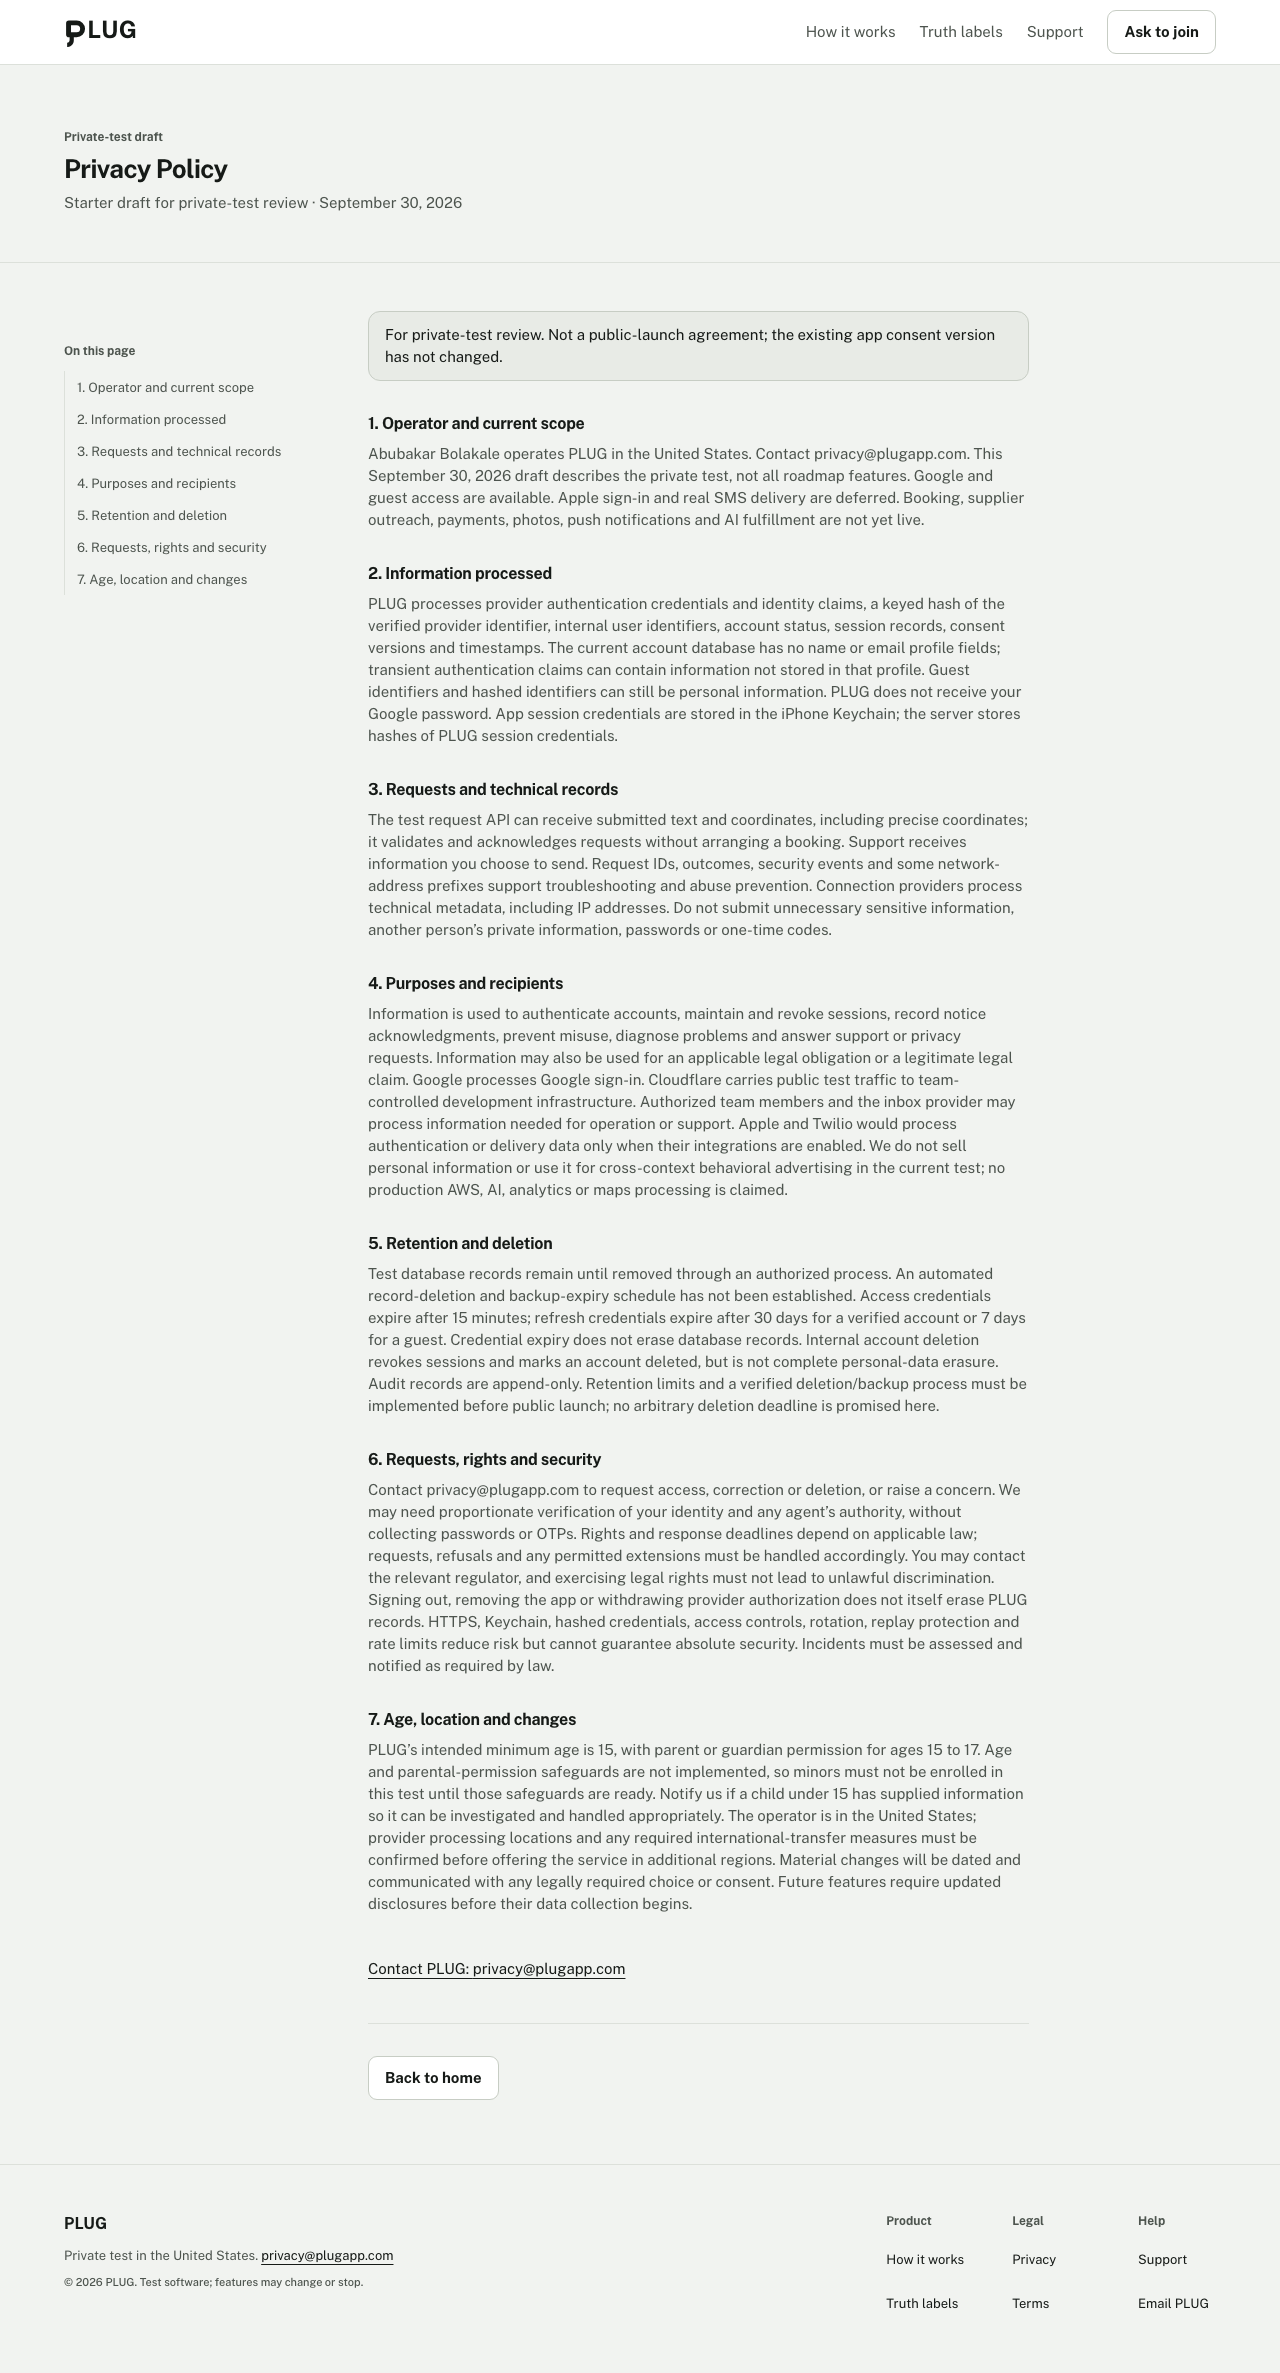 PLUG
How it works
Truth labels
Support
Ask to join
Private-test draft
Privacy Policy
Starter draft for private-test review · September 30, 2026
On this page
1. Operator and current scope
2. Information processed
3. Requests and technical records
4. Purposes and recipients
5. Retention and deletion
6. Requests, rights and security
7. Age, location and changes
For private-test review. Not a public-launch agreement; the existing app consent version
has not changed.
1. Operator and current scope
Abubakar Bolakale operates PLUG in the United States. Contact privacy@plugapp.com. This
September 30, 2026 draft describes the private test, not all roadmap features. Google and
guest access are available. Apple sign-in and real SMS delivery are deferred. Booking, supplier
outreach, payments, photos, push notifications and AI fulfillment are not yet live.
2. Information processed
PLUG processes provider authentication credentials and identity claims, a keyed hash of the
verified provider identifier, internal user identifiers, account status, session records, consent
versions and timestamps. The current account database has no name or email profile fields;
transient authentication claims can contain information not stored in that profile. Guest
identifiers and hashed identifiers can still be personal information. PLUG does not receive your
Google password. App session credentials are stored in the iPhone Keychain; the server stores
hashes of PLUG session credentials.
3. Requests and technical records
The test request API can receive submitted text and coordinates, including precise coordinates;
it validates and acknowledges requests without arranging a booking. Support receives
information you choose to send. Request IDs, outcomes, security events and some network-
address prefixes support troubleshooting and abuse prevention. Connection providers process
technical metadata, including IP addresses. Do not submit unnecessary sensitive information,
another person’s private information, passwords or one-time codes.
4. Purposes and recipients
Information is used to authenticate accounts, maintain and revoke sessions, record notice
acknowledgments, prevent misuse, diagnose problems and answer support or privacy
requests. Information may also be used for an applicable legal obligation or a legitimate legal
claim. Google processes Google sign-in. Cloudflare carries public test traffic to team-
controlled development infrastructure. Authorized team members and the inbox provider may
process information needed for operation or support. Apple and Twilio would process
authentication or delivery data only when their integrations are enabled. We do not sell
personal information or use it for cross-context behavioral advertising in the current test; no
production AWS, AI, analytics or maps processing is claimed.
5. Retention and deletion
Test database records remain until removed through an authorized process. An automated
record-deletion and backup-expiry schedule has not been established. Access credentials
expire after 15 minutes; refresh credentials expire after 30 days for a verified account or 7 days
for a guest. Credential expiry does not erase database records. Internal account deletion
revokes sessions and marks an account deleted, but is not complete personal-data erasure.
Audit records are append-only. Retention limits and a verified deletion/backup process must be
implemented before public launch; no arbitrary deletion deadline is promised here.
6. Requests, rights and security
Contact privacy@plugapp.com to request access, correction or deletion, or raise a concern. We
may need proportionate verification of your identity and any agent’s authority, without
collecting passwords or OTPs. Rights and response deadlines depend on applicable law;
requests, refusals and any permitted extensions must be handled accordingly. You may contact
the relevant regulator, and exercising legal rights must not lead to unlawful discrimination.
Signing out, removing the app or withdrawing provider authorization does not itself erase PLUG
records. HTTPS, Keychain, hashed credentials, access controls, rotation, replay protection and
rate limits reduce risk but cannot guarantee absolute security. Incidents must be assessed and
notified as required by law.
7. Age, location and changes
PLUG’s intended minimum age is 15, with parent or guardian permission for ages 15 to 17. Age
and parental-permission safeguards are not implemented, so minors must not be enrolled in
this test until those safeguards are ready. Notify us if a child under 15 has supplied information
so it can be investigated and handled appropriately. The operator is in the United States;
provider processing locations and any required international-transfer measures must be
confirmed before offering the service in additional regions. Material changes will be dated and
communicated with any legally required choice or consent. Future features require updated
disclosures before their data collection begins.
Contact PLUG: privacy@plugapp.com
Back to home
PLUG
Private test in the United States. privacy@plugapp.com
© 2026 PLUG. Test software; features may change or stop.
Product
How it works
Truth labels
Legal
Privacy
Terms
Help
Support
Email PLUG